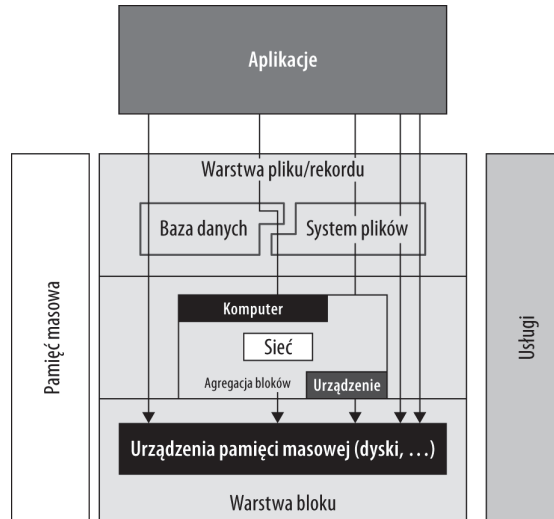 Aplikacje
Pamięć masowa
Warstwa pliku/rekordu
Baza danych
System plików
Komputer
Sieć
Agregacja bloków
Urządzenie
Urządzenia pamięci masowej (dyski, …)
Warstwa bloku
Usługi